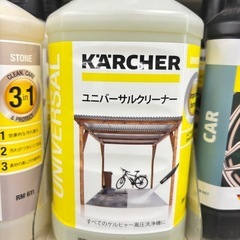 STONE
CLEAN, CARE
3in1
RM 611
UNIVERSAL
KÄRCHER
ユニバーサルクリーナー
すべてのケルヒャー高圧洗浄機に
CAR